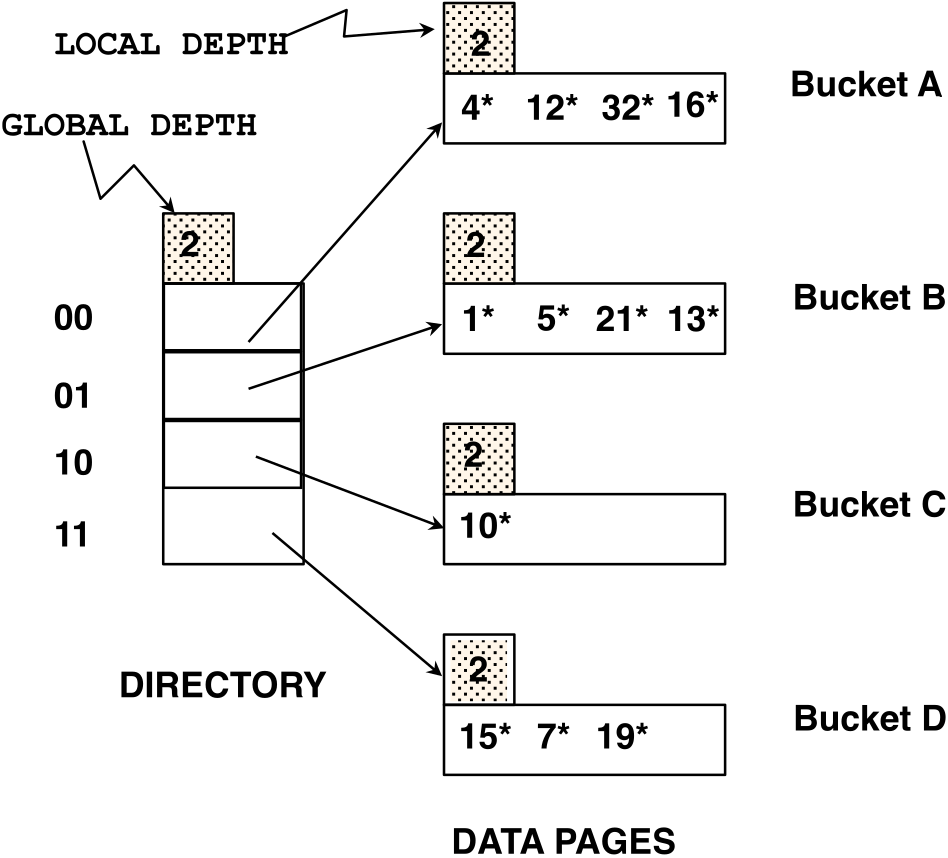 LOCAL DEPTH
2
4* 12* 32* 16*
Bucket A
GLOBAL DEPTH
2
00
01
10
11
DIRECTORY
2
1* 5* 21* 13*
Bucket B
2
10*
Bucket C
2
15* 7* 19*
Bucket D
DATA PAGES